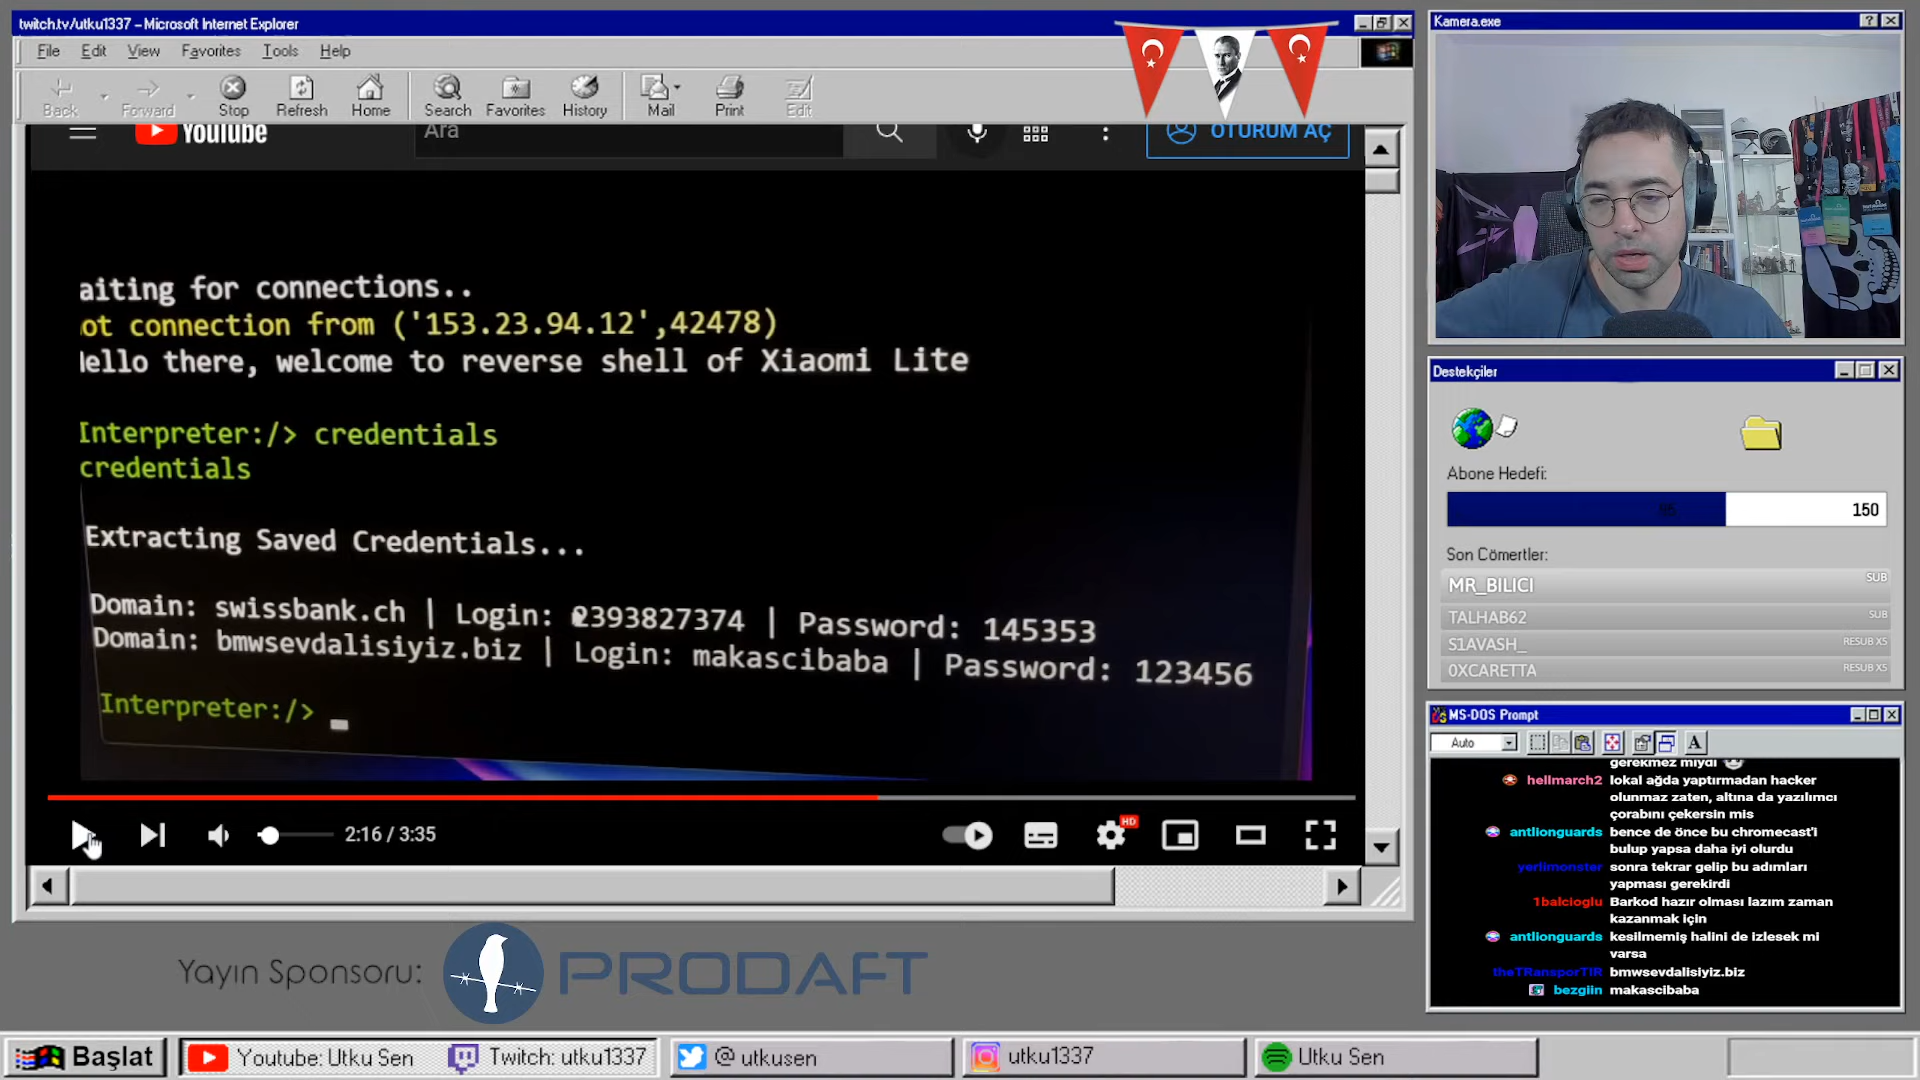 twitch.tv/utku1337 – Microsoft Internet Explorer
File Edit View Favorites Tools Help
Back Forward Stop Refresh Home Search Favorites History Mail Print Edit
YouTube
Ara
OTURUM AÇ
aiting for connections..
ot connection from ('153.23.94.12',42478)
ello there, welcome to reverse shell of Xiaomi Lite
Interpreter:/> credentials
credentials
Extracting Saved Credentials...
Domain: swissbank.ch | Login: 2393827374 | Password: 145353
Domain: bmwsevdalisiyiz.biz | Login: makascibaba | Password: 123456
Interpreter:/>
2:16 / 3:35
HD
Yayın Sponsoru:
PRODAFT
Kamera.exe
Destekçiler
Abone Hedefi:
150
Son Cömertler:
MR_BILICI SUB
TALHAB62 SUB
S1AVASH_ RESUB X5
0XCARETTA RESUB X5
MS-DOS Prompt
Auto
A
gerekmez miydi
hellmarch2 lokal ağda yaptırmadan hacker
olunmaz zaten, altına da yazılımcı
çorabını çekersin mis
antlionguards bence de önce bu chromecast'i
bulup yapsa daha iyi olurdu
yerlimonster sonra tekrar gelip bu adımları
yapması gerekirdi
1balcioglu Barkod hazır olması lazım zaman
kazanmak için
antlionguards kesilmemiş halini de izlesek mi
varsa
theTRansporTIR bmwsevdalisiyiz.biz
bezgiin makascibaba
Başlat
Youtube: Utku Sen
Twitch: utku1337
@ utkusen
utku1337
Utku Sen